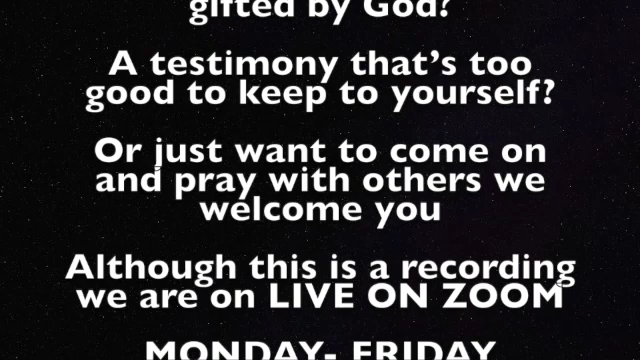 gifted by God?
A testimony that’s too
good to keep to yourself?
Or just want to come on
and pray with others we
welcome you
Although this is a recording
we are on LIVE ON ZOOM
MONDAY- FRIDAY